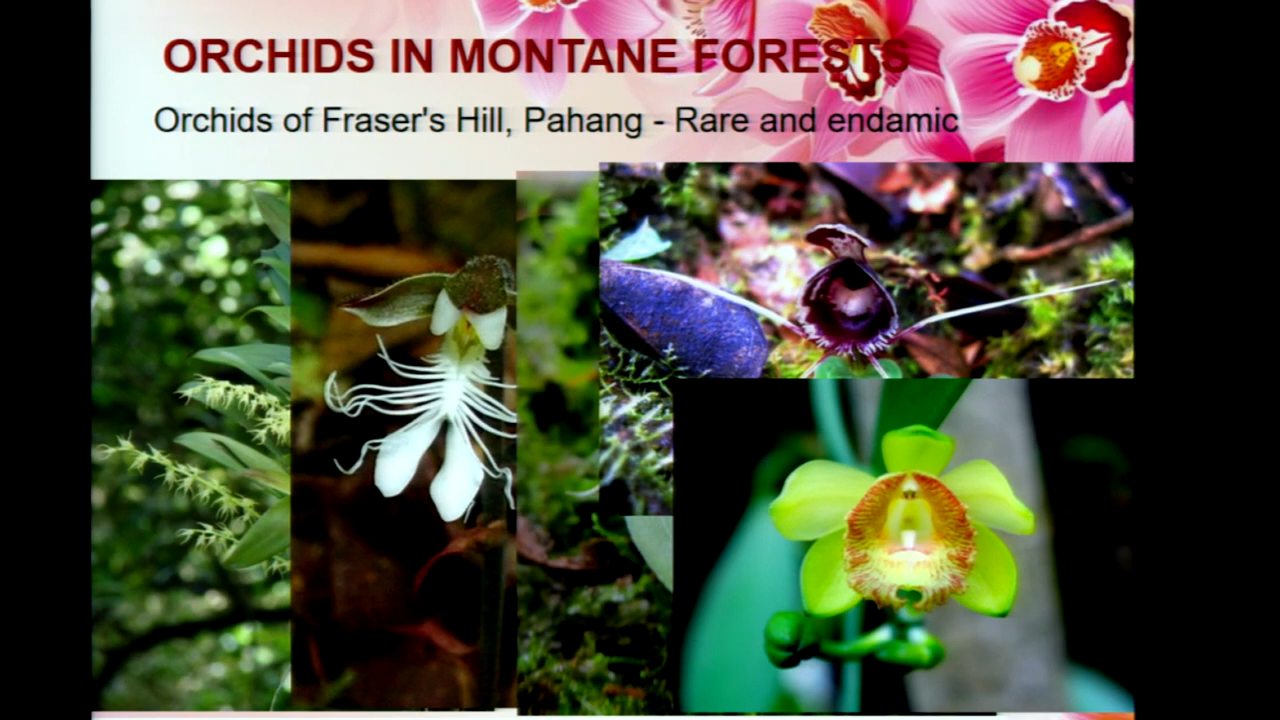 ORCHIDS IN MONTANE FORESTS
Orchids of Fraser's Hill, Pahang - Rare and endamic